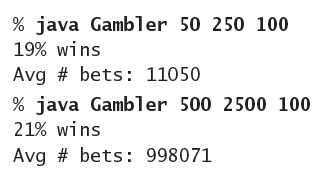 % java Gambler 50 250 100
19% wins
Avg # bets: 11050
% java Gambler 500 2500 100
21% wins
Avg # bets: 998071